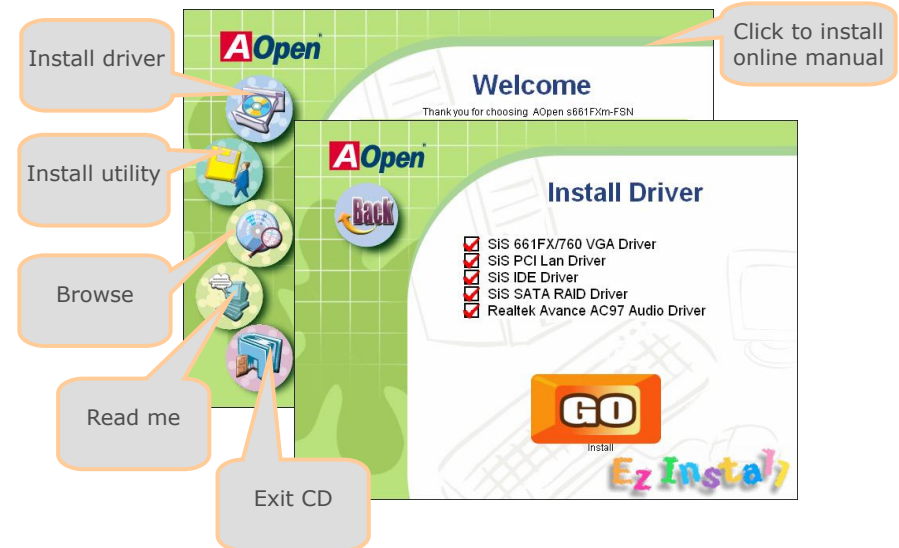 Install driver
Install utility
Browse
Read me
Exit CD
Click to install
online manual
AOpen
Welcome
Thank you for choosing AOpen s661FXm-FSN
AOpen
Back
Install Driver
SiS 661FX/760 VGA Driver
SiS PCI Lan Driver
SiS IDE Driver
SiS SATA RAID Driver
Realtek Avance AC97 Audio Driver
GO
Install
Ez Install